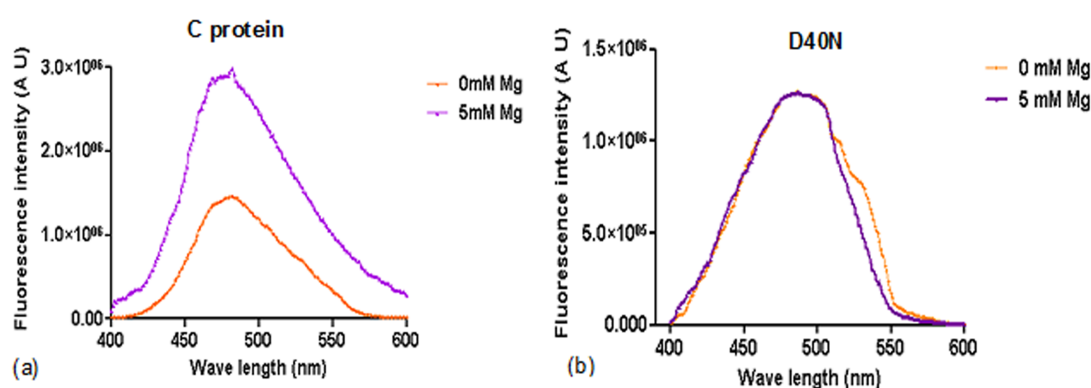 C protein
Fluorescence intensity (A U)
3.0×10⁰⁶
2.0×10⁰⁶
1.0×10⁰⁶
0.00
400 450 500 550 600
Wave length (nm)
0mM Mg
5mM Mg
(a)
D40N
Fluorescence intensity (A U)
1.5×10⁰⁶
1.0×10⁰⁶
5.0×10⁰⁵
0.000
400 450 500 550 600
Wave length (nm)
0 mM Mg
5 mM Mg
(b)